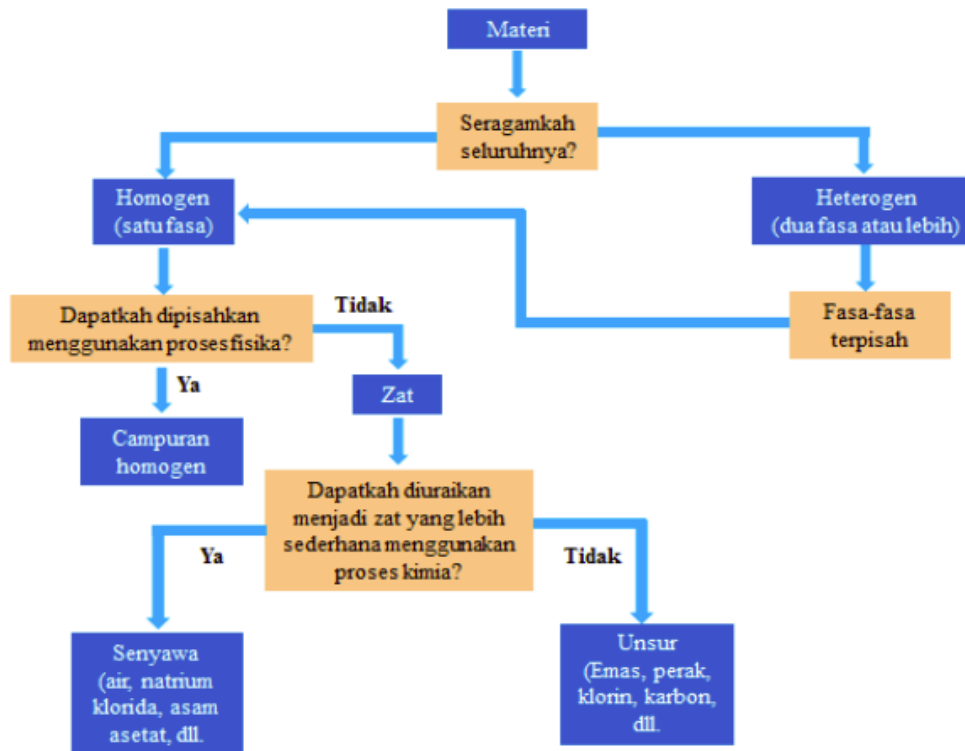 Materi
Seragamkah
seluruhnya?
Homogen
(satu fasa)
Heterogen
(dua fasa atau lebih)
Dapatkah dipisahkan
menggunakan proses fisika?
Tidak
Fasa-fasa
terpisah
Ya
Zat
Campuran
homogen
Dapatkah diuraikan
menjadi zat yang lebih
sederhana menggunakan
proses kimia?
Ya
Tidak
Senyawa
(air, natrium
klorida, asam
asetat, dll.
Unsur
(Emas, perak,
klorin, karbon,
dll.